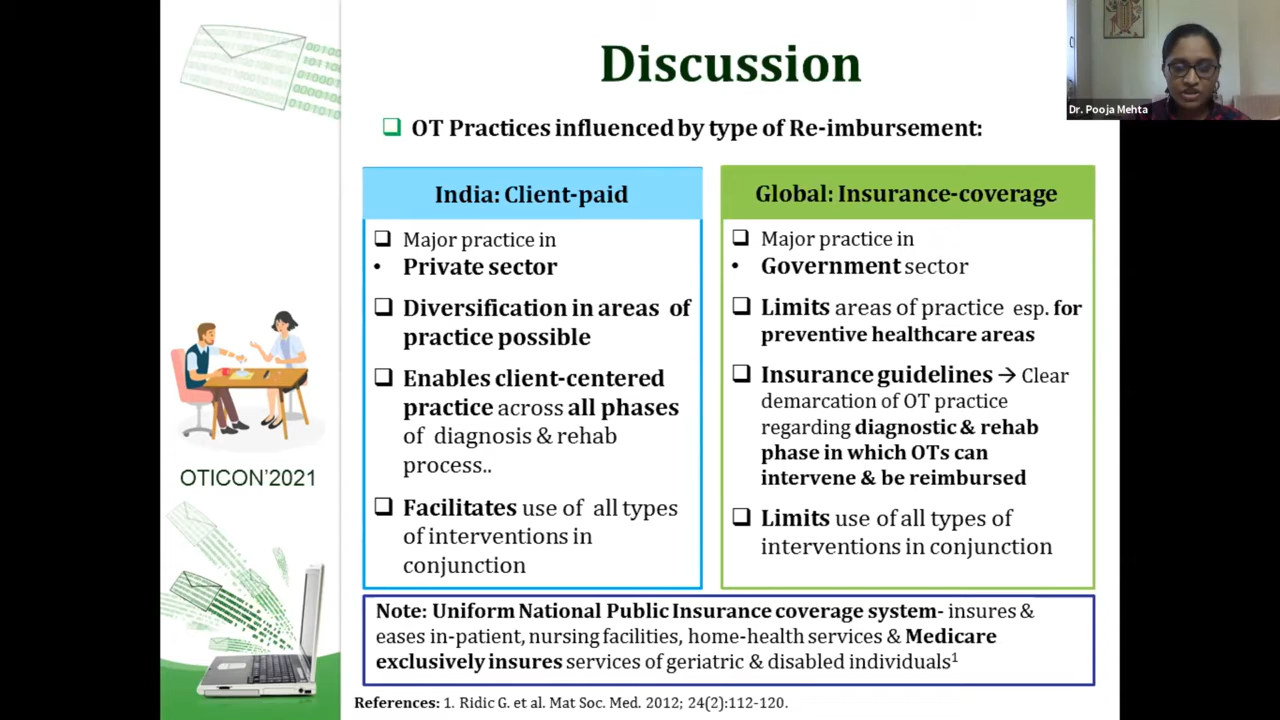 Discussion
Dr. Pooja Mehta
OT Practices influenced by type of Re-imbursement:
India: Client-paid
Major practice in
• Private sector
Diversification in areas of
practice possible
Enables client-centered
practice across all phases
of diagnosis & rehab
process..
Facilitates use of all types
of interventions in
conjunction
Global: Insurance-coverage
Major practice in
• Government sector
Limits areas of practice esp. for
preventive healthcare areas
Insurance guidelines → Clear
demarcation of OT practice
regarding diagnostic & rehab
phase in which OTs can
intervene & be reimbursed
Limits use of all types of
interventions in conjunction
OTICON'2021
Note: Uniform National Public Insurance coverage system- insures &
eases in-patient, nursing facilities, home-health services & Medicare
exclusively insures services of geriatric & disabled individuals¹
References: 1. Ridic G. et al. Mat Soc. Med. 2012; 24(2):112-120.